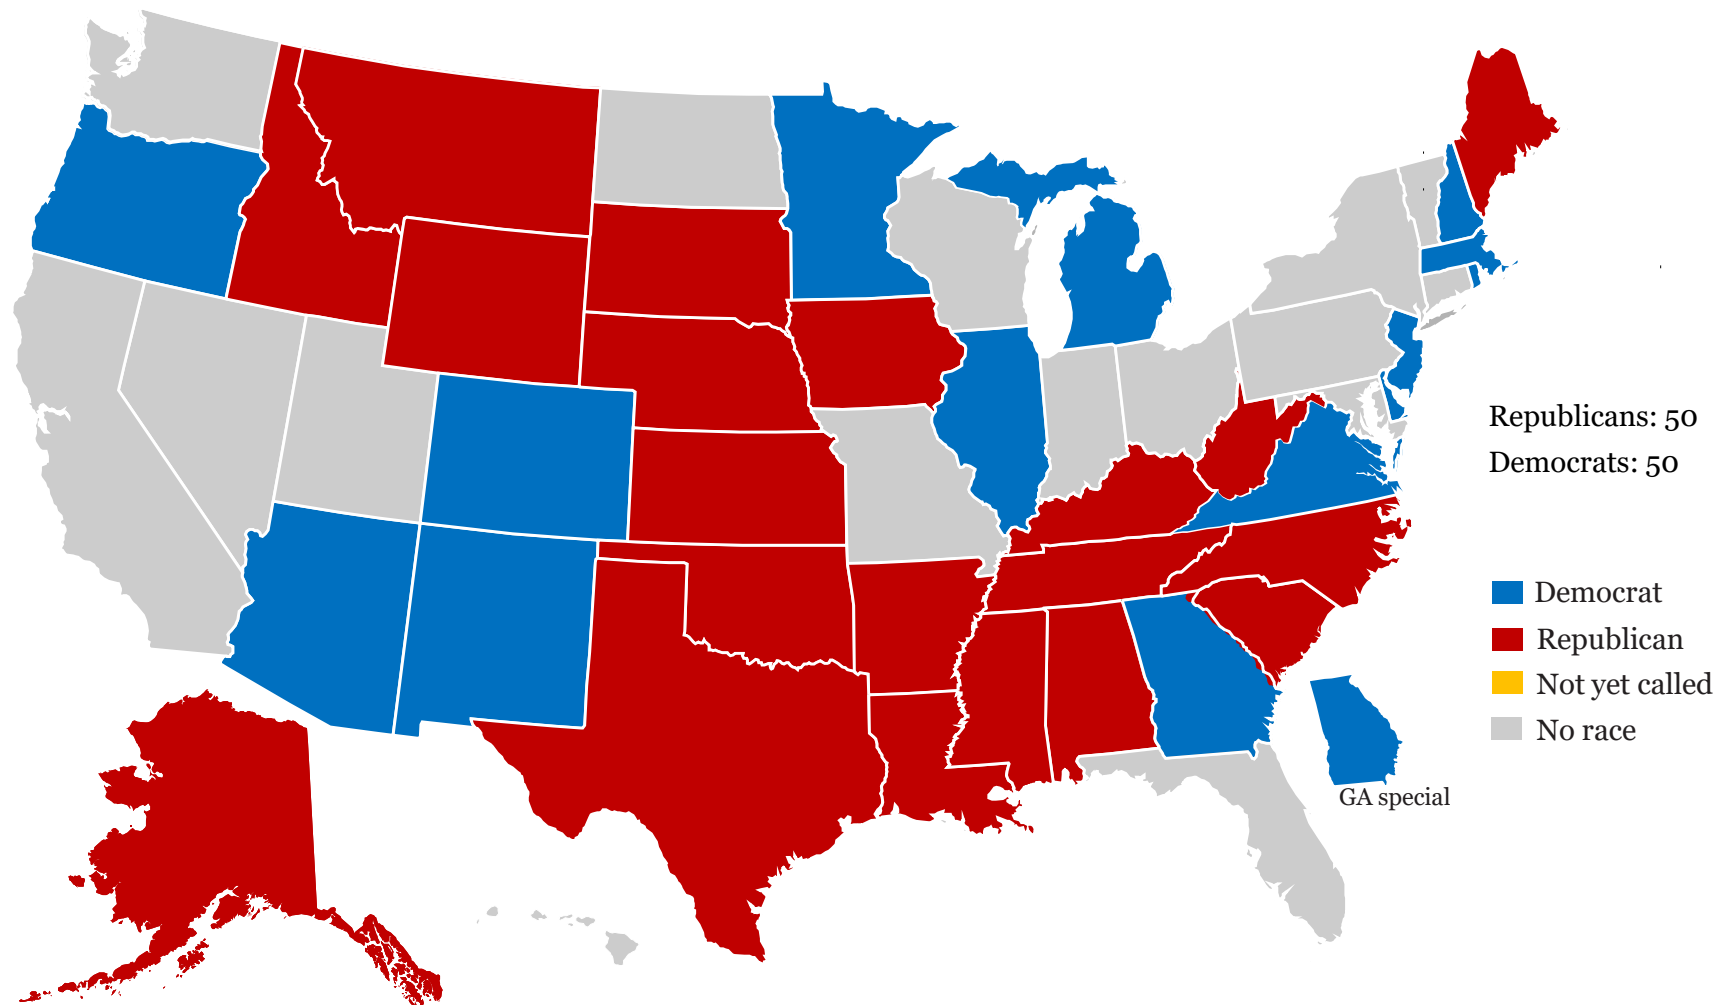 Republicans: 50
Democrats: 50
Democrat
Republican
Not yet called
No race
GA special